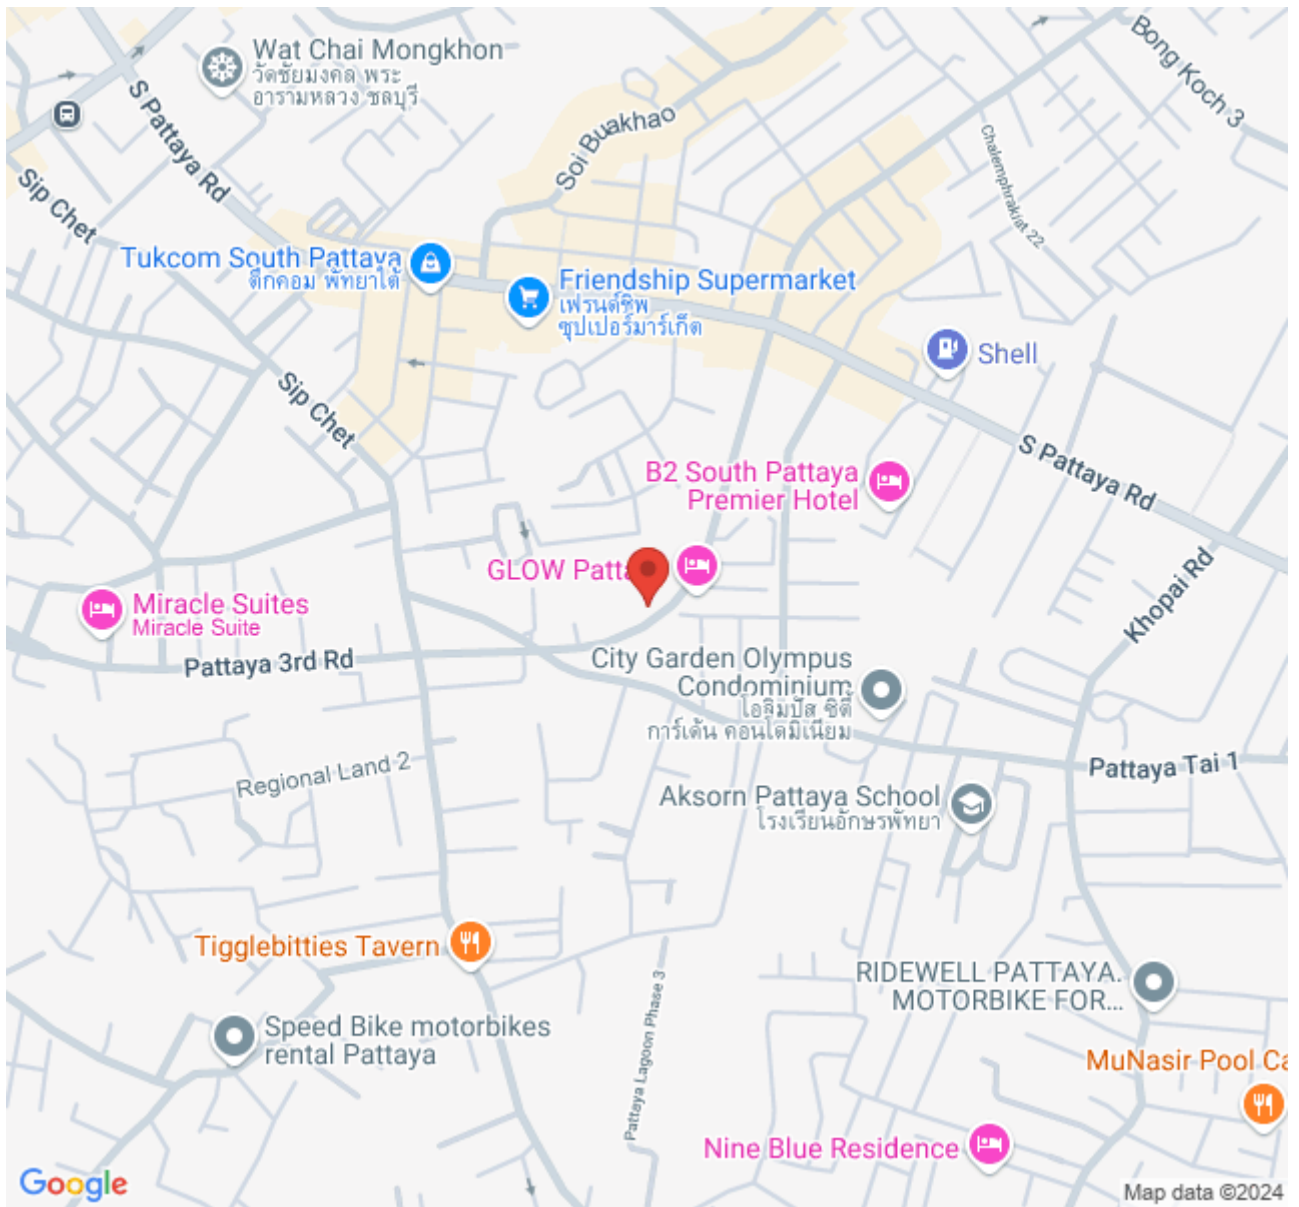 Wat Chai Mongkhon
วัดชัยมงคล พระ
อารามหลวง ชลบุรี
Bong Koch 3
Soi Buakhao
S Pattaya Rd
Chalermphrakiat 22
Sip Chet
Tukcom South Pattaya
ตึกคอม พัทยาใต้
Friendship Supermarket
เฟรนด์ชิพ
ซุปเปอร์มาร์เก็ต
Shell
Sip Chet
S Pattaya Rd
B2 South Pattaya
Premier Hotel
GLOW Patta
Khopai Rd
Miracle Suites
Miracle Suite
Pattaya 3rd Rd
City Garden Olympus
Condominium
โอลิมปัส ซิตี้
การ์เด้น คอนโดมิเนียม
Pattaya Tai 1
Regional Land 2
Aksorn Pattaya School
โรงเรียนอักษรพัทยา
Tigglebitties Tavern
RIDEWELL PATTAYA.
MOTORBIKE FOR...
Pattaya Lagoon Phase 3
Speed Bike motorbikes
rental Pattaya
MuNasir Pool Ca
Nine Blue Residence
Google
Map data ©2024